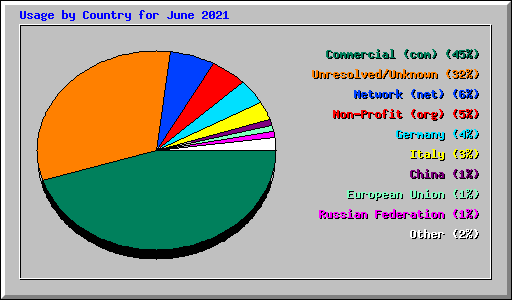 Usage by Country for June 2021
Commercial (com) (45%)
Unresolved/Unknown (32%)
Network (net) (6%)
Non-Profit (org) (5%)
Germany (4%)
Italy (3%)
China (1%)
European Union (1%)
Russian Federation (1%)
Other (2%)